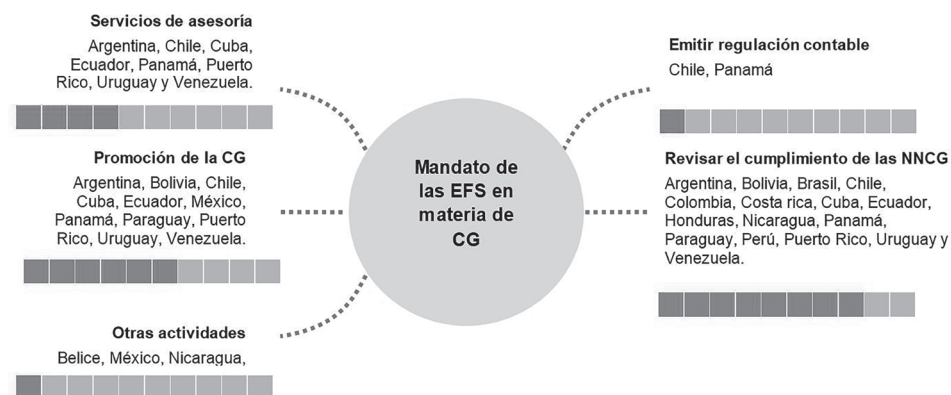 Servicios de asesoría
Argentina, Chile, Cuba,
Ecuador, Panamá, Puerto
Rico, Uruguay y Venezuela.
Promoción de la CG
Argentina, Bolivia, Chile,
Cuba, Ecuador, México,
Panamá, Paraguay, Puerto
Rico, Uruguay, Venezuela.
Otras actividades
Belice, México, Nicaragua,
Mandato de
las EFS en
materia de
CG
Emitir regulación contable
Chile, Panamá
Revisar el cumplimiento de las NNCG
Argentina, Bolivia, Brasil, Chile,
Colombia, Costa rica, Cuba, Ecuador,
Honduras, Nicaragua, Panamá,
Paraguay, Perú, Puerto Rico, Uruguay y
Venezuela.